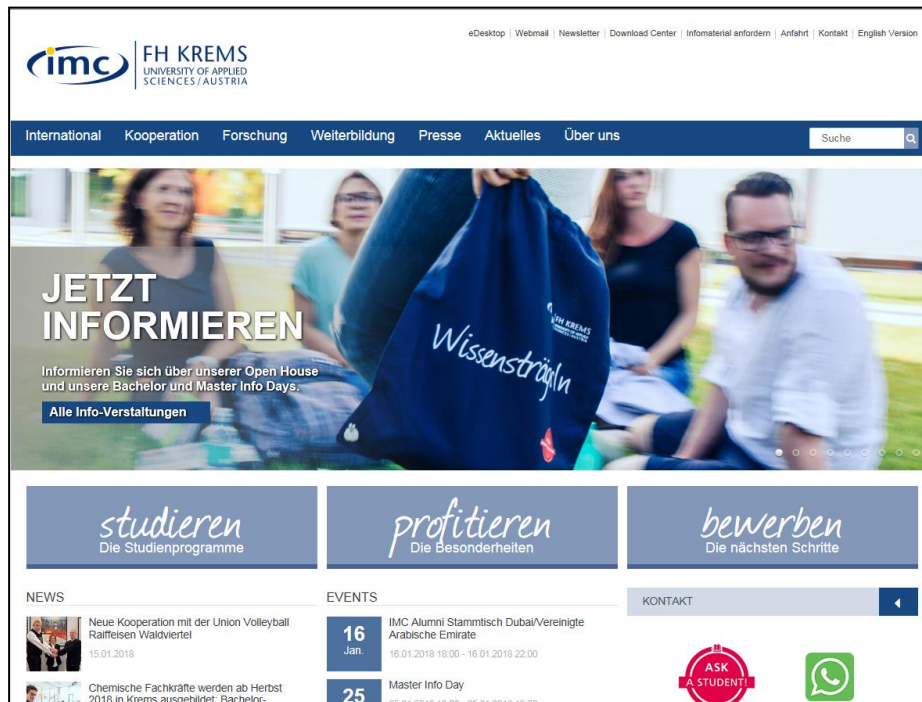 eDesktop | Webmail | Newsletter | Download Center | Infomaterial anfordern | Anfahrt | Kontakt | English Version
imc FH KREMS
UNIVERSITY OF APPLIED
SCIENCES/AUSTRIA
International Kooperation Forschung Weiterbildung Presse Aktuelles Über uns Suche
FH KREMS
Wissensträgln
JETZT
INFORMIEREN
Informieren Sie sich über unserer Open House
und unsere Bachelor und Master Info Days.
Alle Info-Verstaltungen
studieren
Die Studienprogramme
profitieren
Die Besonderheiten
bewerben
Die nächsten Schritte
NEWS
Neue Kooperation mit der Union Volleyball
Raiffeisen Waldviertel
15.01.2018
Chemische Fachkräfte werden ab Herbst
2018 in Krems ausgebildet: Bachelor-
EVENTS
16
Jan.
IMC Alumni Stammtisch Dubai/Vereinigte
Arabische Emirate
16.01.2018 18:00 - 16.01.2018 22:00
25
Master Info Day
KONTAKT
ASK
A STUDENT!